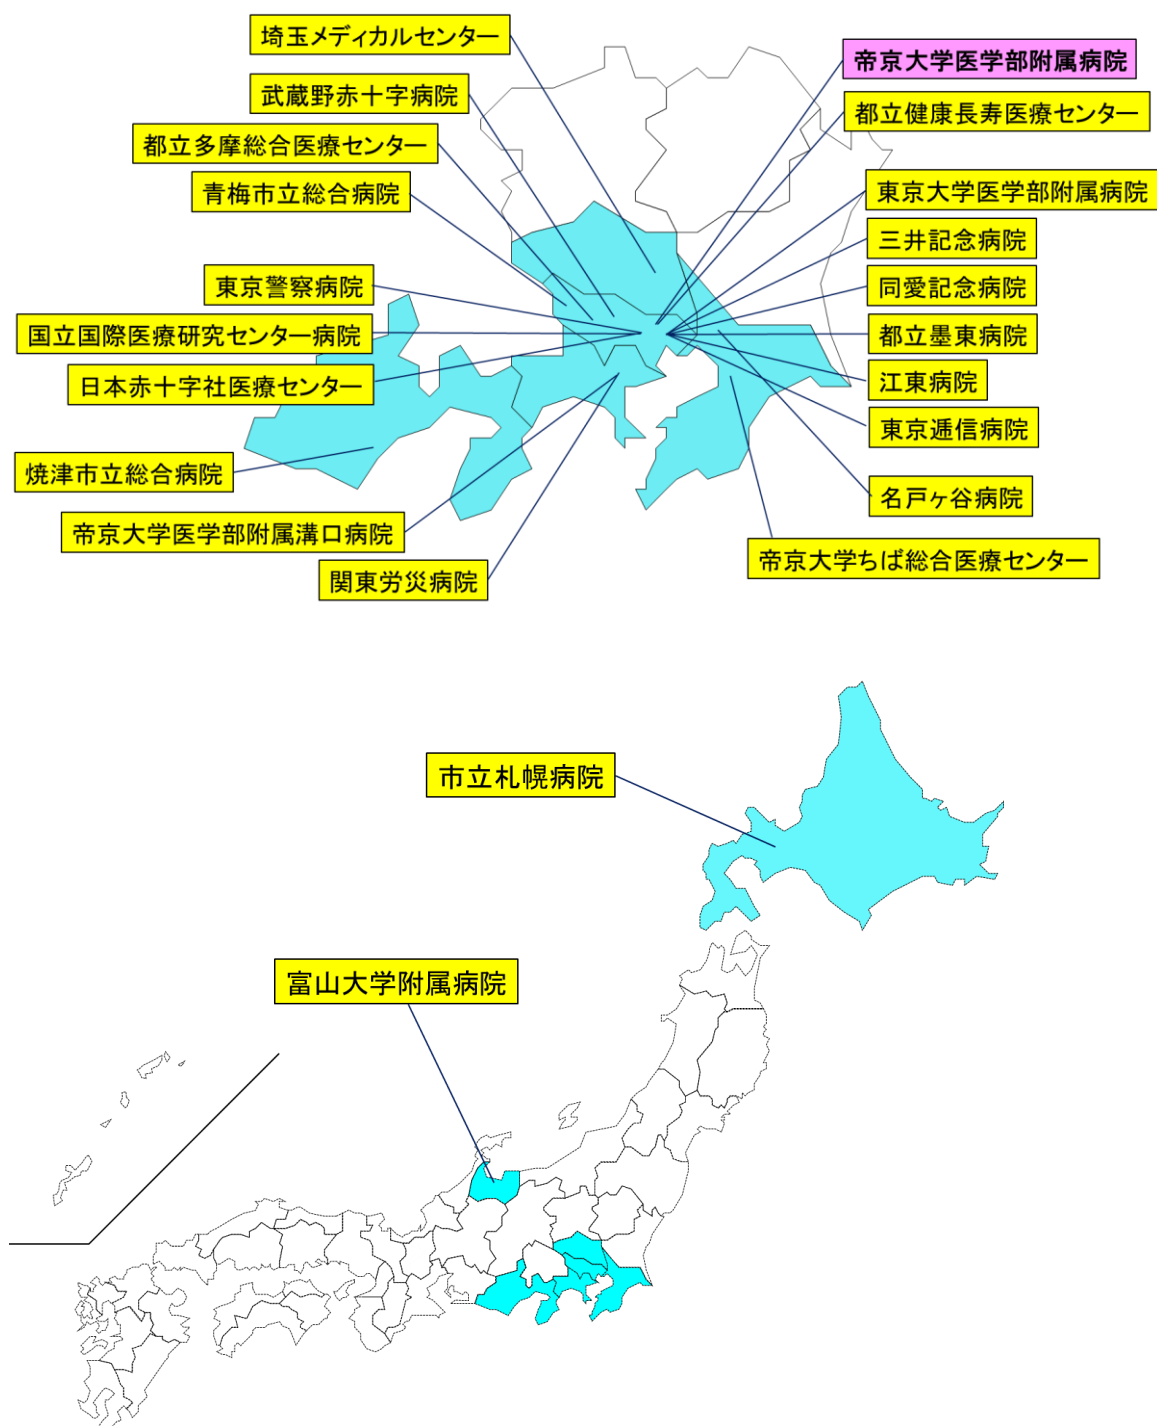 埼玉メディカルセンター
武蔵野赤十字病院
都立多摩総合医療センター
青梅市立総合病院
東京警察病院
国立国際医療研究センター病院
日本赤十字社医療センター
焼津市立総合病院
帝京大学医学部附属溝口病院
関東労災病院
帝京大学医学部附属病院
都立健康長寿医療センター
東京大学医学部附属病院
三井記念病院
同愛記念病院
都立墨東病院
江東病院
東京逓信病院
名戸ヶ谷病院
帝京大学ちば総合医療センター
市立札幌病院
富山大学附属病院